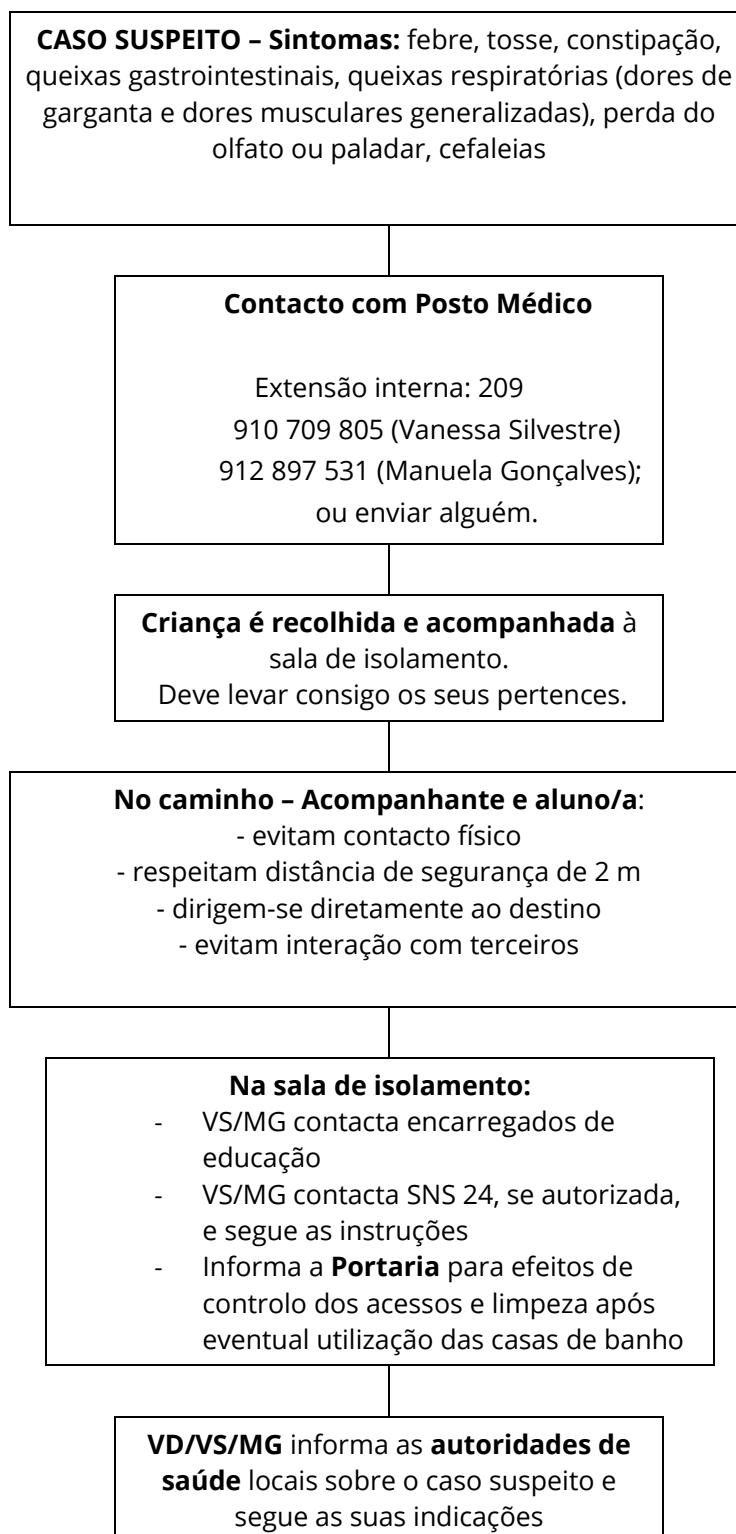 CASO SUSPEITO – Sintomas: febre, tosse, constipação,
queixas gastrointestinais, queixas respiratórias (dores de
garganta e dores musculares generalizadas), perda do
olfato ou paladar, cefaleias
Contacto com Posto Médico
Extensão interna: 209
910 709 805 (Vanessa Silvestre)
912 897 531 (Manuela Gonçalves);
ou enviar alguém.
Criança é recolhida e acompanhada à
sala de isolamento.
Deve levar consigo os seus pertences.
No caminho – Acompanhante e aluno/a:
- evitam contacto físico
- respeitam distância de segurança de 2 m
- dirigem-se diretamente ao destino
- evitam interação com terceiros
Na sala de isolamento:
- VS/MG contacta encarregados de
educação
- VS/MG contacta SNS 24, se autorizada,
e segue as instruções
- Informa a Portaria para efeitos de
controlo dos acessos e limpeza após
eventual utilização das casas de banho
VD/VS/MG informa as autoridades de
saúde locais sobre o caso suspeito e
segue as suas indicações